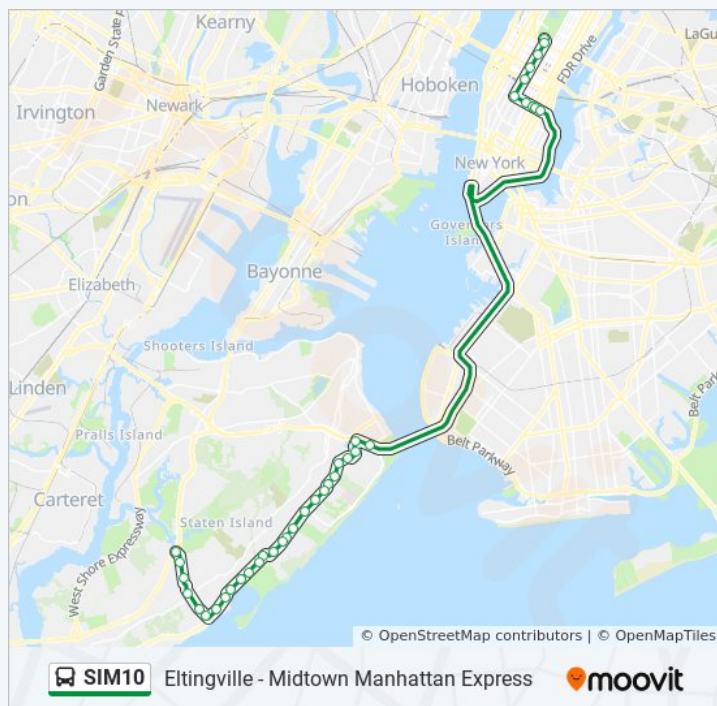 Kearny
LaGu
Garden State P
FDR Drive
Hoboken
Irvington
Newark
New York
on
Governors
Island
Bayonne
Elizabeth
Shooters Island
Linden
Belt Park
Pralls Island
Belt Parkway
Carteret
Staten Island
West Shore Expressway
© OpenStreetMap contributors | © OpenMapTiles
SIM10 Eltingville - Midtown Manhattan Express moovit